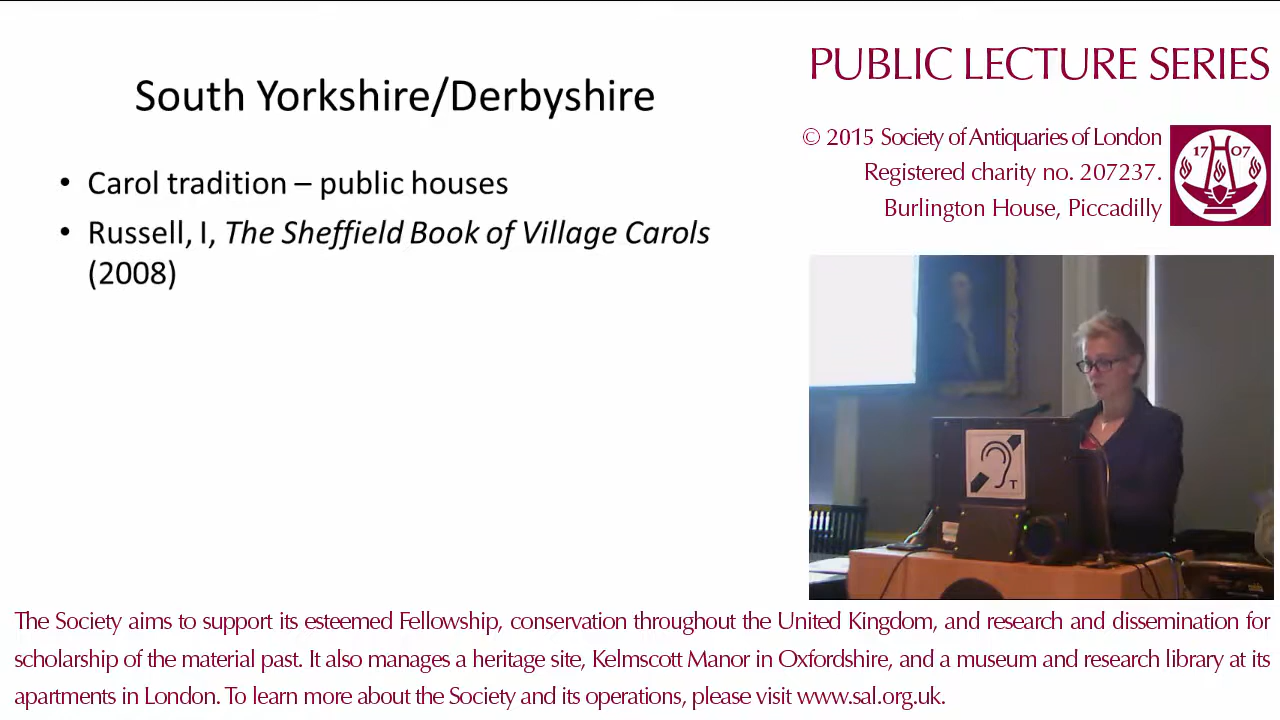 South Yorkshire/Derbyshire
• Carol tradition – public houses
• Russell, I, The Sheffield Book of Village Carols
(2008)
PUBLIC LECTURE SERIES
© 2015 Society of Antiquaries of London
Registered charity no. 207237.
Burlington House, Piccadilly
17 07
T
The Society aims to support its esteemed Fellowship, conservation throughout the United Kingdom, and research and dissemination for
scholarship of the material past. It also manages a heritage site, Kelmscott Manor in Oxfordshire, and a museum and research library at its
apartments in London. To learn more about the Society and its operations, please visit www.sal.org.uk.